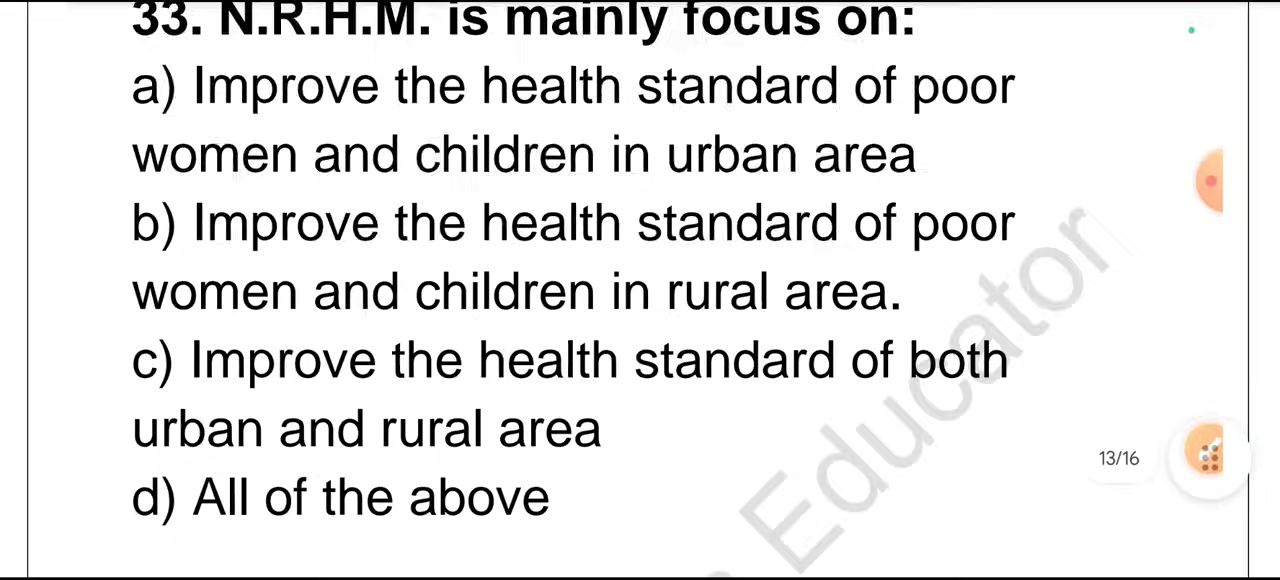 33. N.R.H.M. is mainly focus on:
a) Improve the health standard of poor
women and children in urban area
b) Improve the health standard of poor
women and children in rural area.
c) Improve the health standard of both
urban and rural area
d) All of the above
13/16
Educator